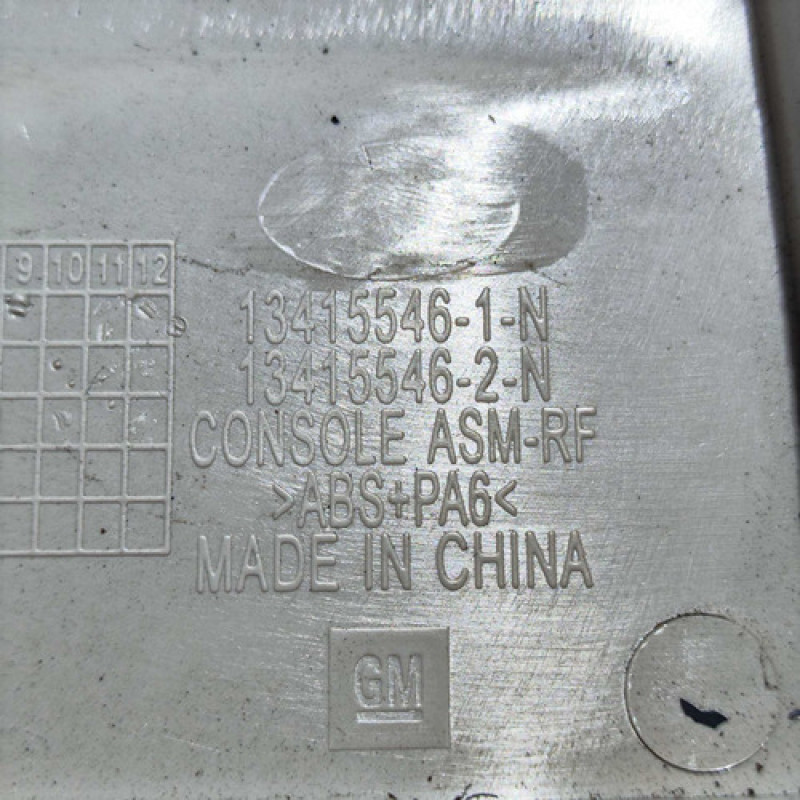 9 10 11 12
13415546-1-N
13415546-2-N
CONSOLE ASM-RF
>ABS+PA6<
MADE IN CHINA
GM